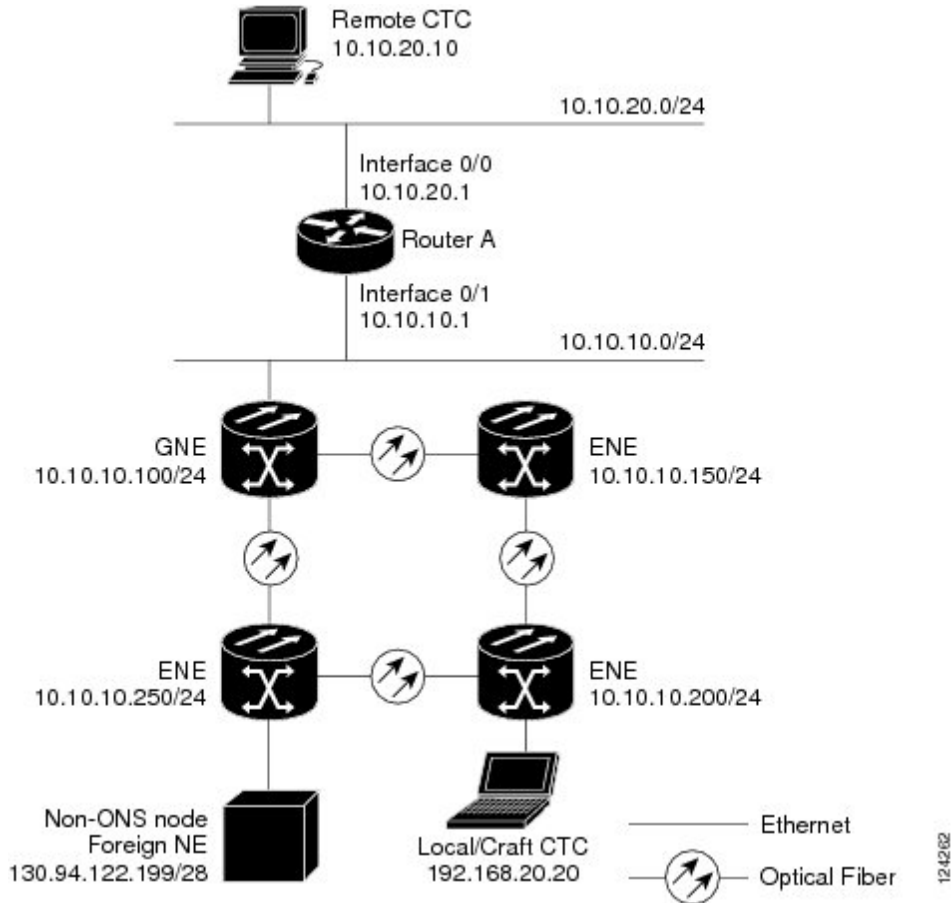 Remote CTC
10.10.20.10
10.10.20.0/24
Interface 0/0
10.10.20.1
Router A
Interface 0/1
10.10.10.1
10.10.10.0/24
GNE
10.10.10.100/24
ENE
10.10.10.150/24
ENE
10.10.10.250/24
ENE
10.10.10.200/24
Non-ONS node
Foreign NE
130.94.122.199/28
Local/Craft CTC
192.168.20.20
Ethernet
Optical Fiber
124262